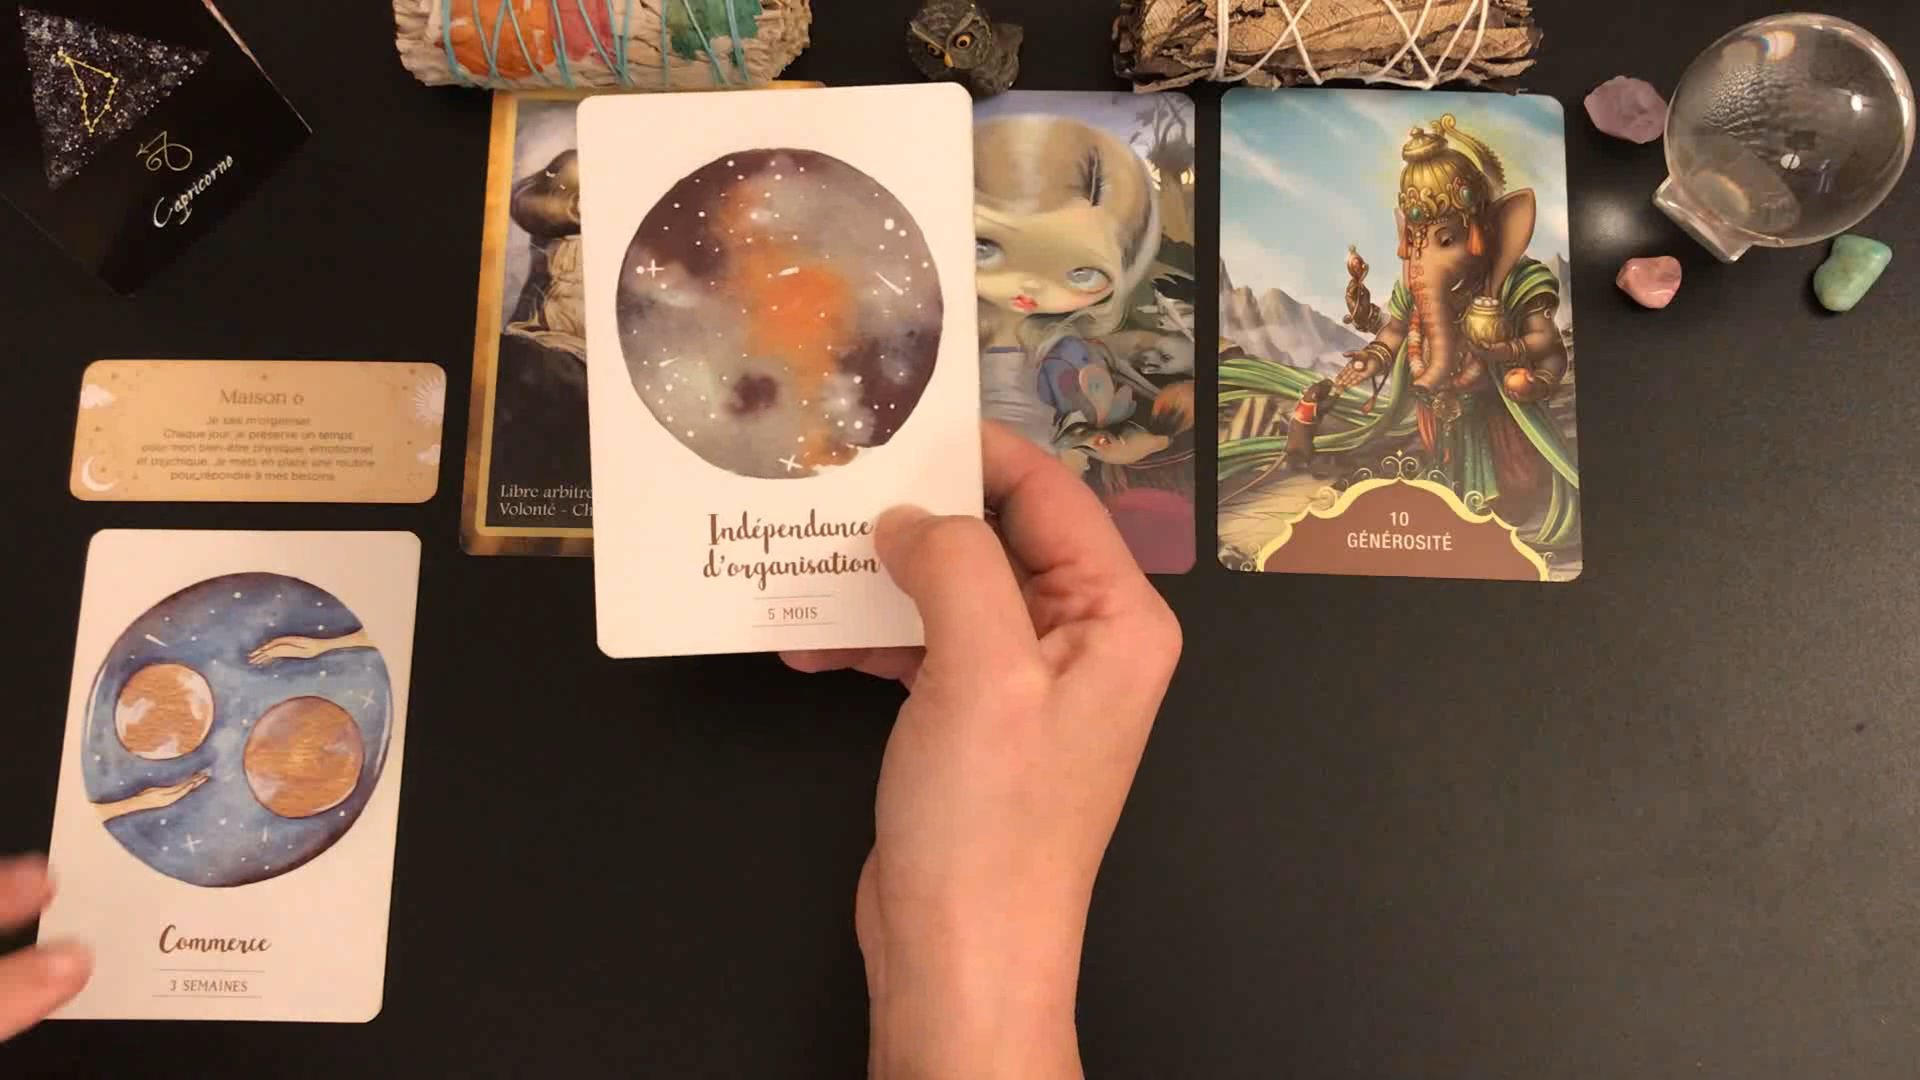 Capricorno
Maison 6
Je sais m'organiser.
Chaque jour, je préserve un temps
pour mon bien-être physique, émotionnel
et psychique. Je mets en place une routine
pour répondre à mes besoins.
Commerce
3 SEMAINES
Libre arbitre
Volonté - Ch
Indépendance
d'organisation
5 MOIS
10
GÉNÉROSITÉ